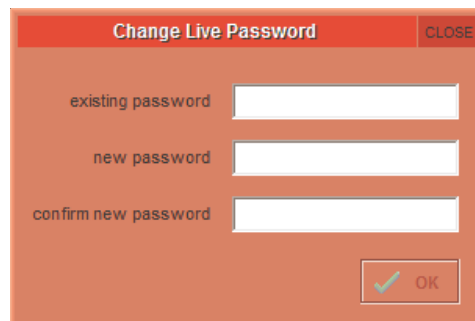 Change Live Password CLOSE
existing password
new password
confirm new password
OK